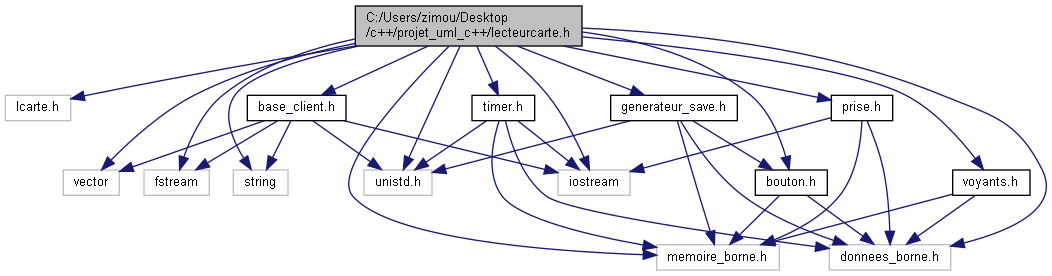 C:/Users/zimou/Desktop
/c++/projet_uml_c++/lecteurcarte.h
lcarte.h
base_client.h
timer.h
generateur_save.h
prise.h
vector
fstream
string
unistd.h
iostream
bouton.h
voyants.h
memoire_borne.h
donnees_borne.h